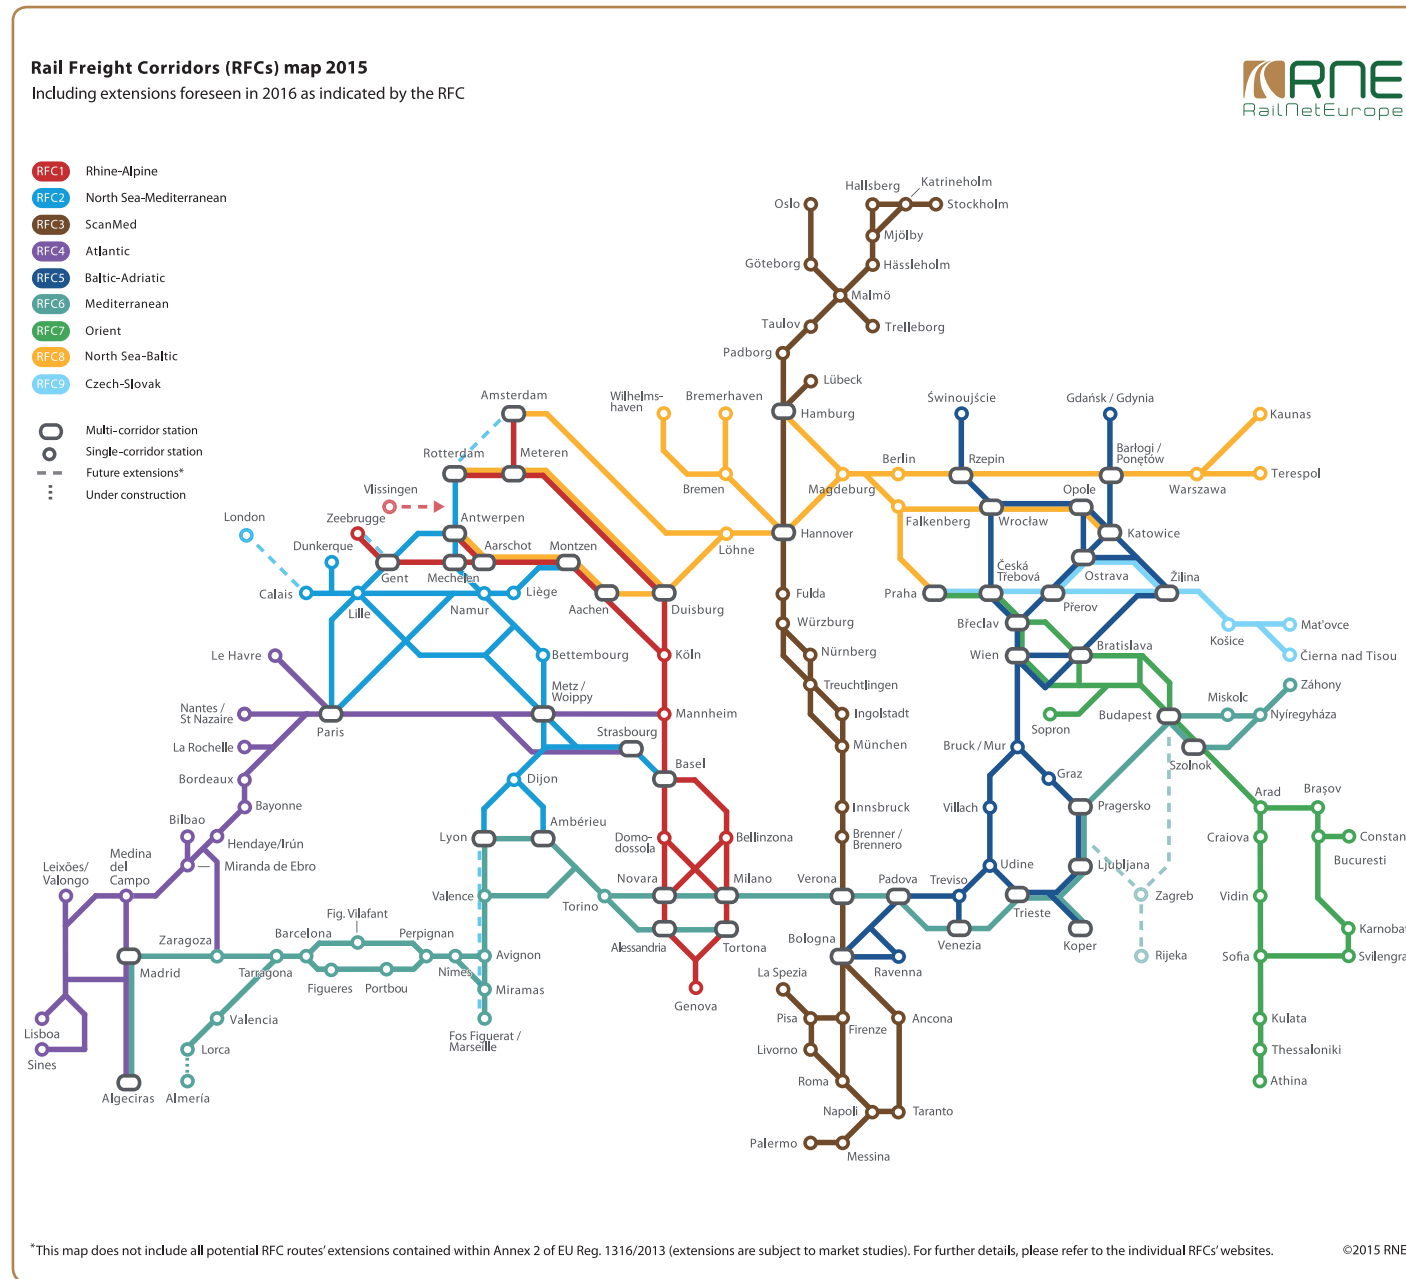 Rail Freight Corridors (RFCs) map 2015
Including extensions foreseen in 2016 as indicated by the RFC
RNE
RailNetEurope
RFC1 Rhine-Alpine
RFC2 North Sea-Mediterranean
RFC3 ScanMed
RFC4 Atlantic
RFC5 Baltic-Adriatic
RFC6 Mediterranean
RFC7 Orient
RFC8 North Sea-Baltic
RFC9 Czech-Slovak
Multi-corridor station
Single-corridor station
Future extensions*
Under construction
Oslo
Hallsberg
Katrineholm
Stockholm
Mjölby
Göteborg
Hässleholm
Malmö
Taulov
Trelleborg
Padborg
Lübeck
Hamburg
Amsterdam
Wilhelms-
haven
Bremerhaven
Świnoujście
Gdańsk / Gdynia
Kaunas
Rotterdam
Meteren
Bremen
Magdeburg
Berlin
Rzepin
Barłogi /
Ponętów
Warszawa
Terespol
Vlissingen
London
Zeebrugge
Antwerpen
Falkenberg
Wrocław
Opole
Katowice
Dunkerque
Gent
Mechelen
Aarschot
Montzen
Löhne
Hannover
Calais
Lille
Namur
Liège
Aachen
Duisburg
Fulda
Praha
Česká
Třebová
Ostrava
Přerov
Žilina
Würzburg
Břeclav
Košice
Mat'ovce
Le Havre
Bettembourg
Köln
Nürnberg
Wien
Bratislava
Čierna nad Tisou
Treuchtlingen
Nantes /
St Nazaire
Paris
Metz /
Woippy
Mannheim
Ingolstadt
Sopron
Budapest
Miskolc
Záhony
Nyíregyháza
La Rochelle
Strasbourg
München
Bruck / Mur
Szolnok
Bordeaux
Dijon
Basel
Graz
Bayonne
Innsbruck
Villach
Pragersko
Arad
Brașov
Bilbao
Hendaye/Irún
Lyon
Ambérieu
Domo-
dossola
Bellinzona
Brenner /
Brennero
Craiova
Constan
Bucuresti
Leixões/
Valongo
Medina
del
Campo
Miranda de Ebro
Udine
Ljubljana
Valence
Torino
Novara
Milano
Verona
Padova
Treviso
Trieste
Zagreb
Vidin
Fig. Vilafant
Zaragoza
Barcelona
Perpignan
Alessandria
Tortona
Bologna
Venezia
Koper
Karnobat
Madrid
Tarragona
Figueres
Portbou
Nîmes
Avignon
Ravenna
Rijeka
Sofia
Svilengra
Miramas
Genova
La Spezia
Lisboa
Valencia
Fos Figuerat /
Marseille
Pisa
Firenze
Ancona
Kulata
Sines
Lorca
Livorno
Thessaloniki
Algeciras
Almería
Roma
Athina
Napoli
Taranto
Palermo
Messina
*This map does not include all potential RFC routes' extensions contained within Annex 2 of EU Reg. 1316/2013 (extensions are subject to market studies). For further details, please refer to the individual RFCs' websites.
©2015 RNE